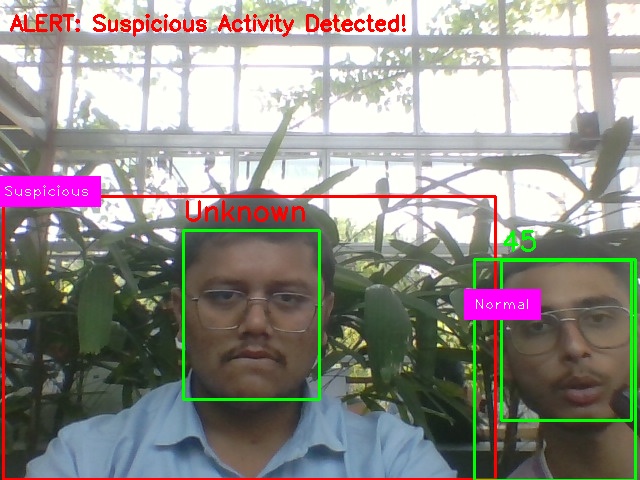 ALERT: Suspicious Activity Detected!
Suspicious
Unknown
45
Normal